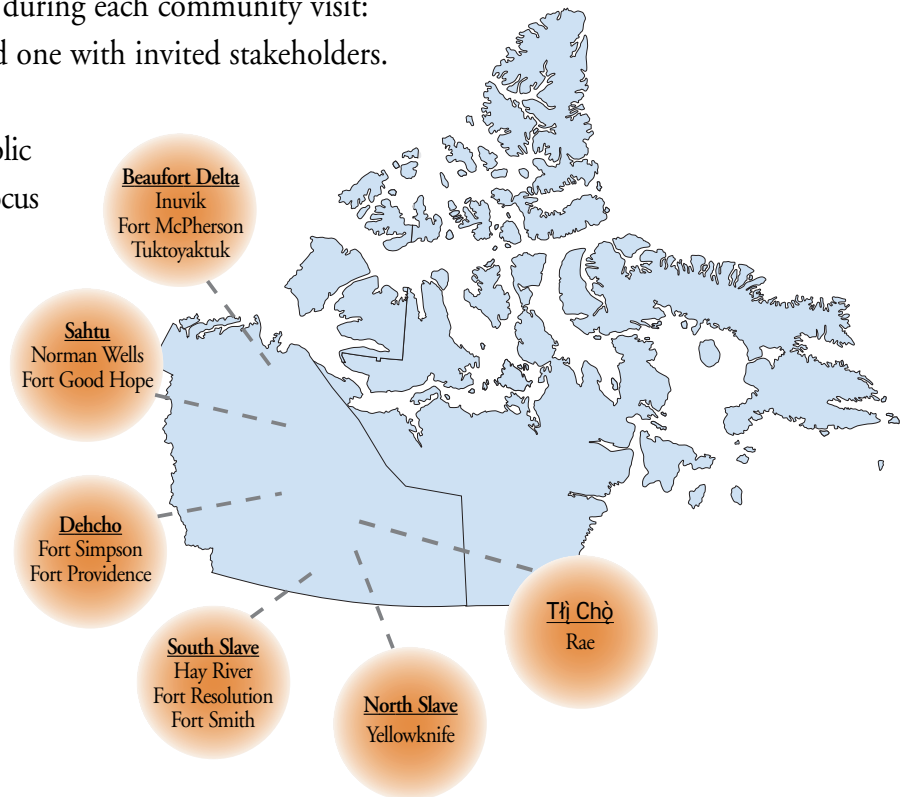 during each community visit:
one with invited stakeholders.
Beaufort Delta
Inuvik
Fort McPherson
Tuktoyaktuk
Sahtu
Norman Wells
Fort Good Hope
Dehcho
Fort Simpson
Fort Providence
South Slave
Hay River
Fort Resolution
Fort Smith
North Slave
Yellowknife
Tłı̨ Chǫ̀
Rae